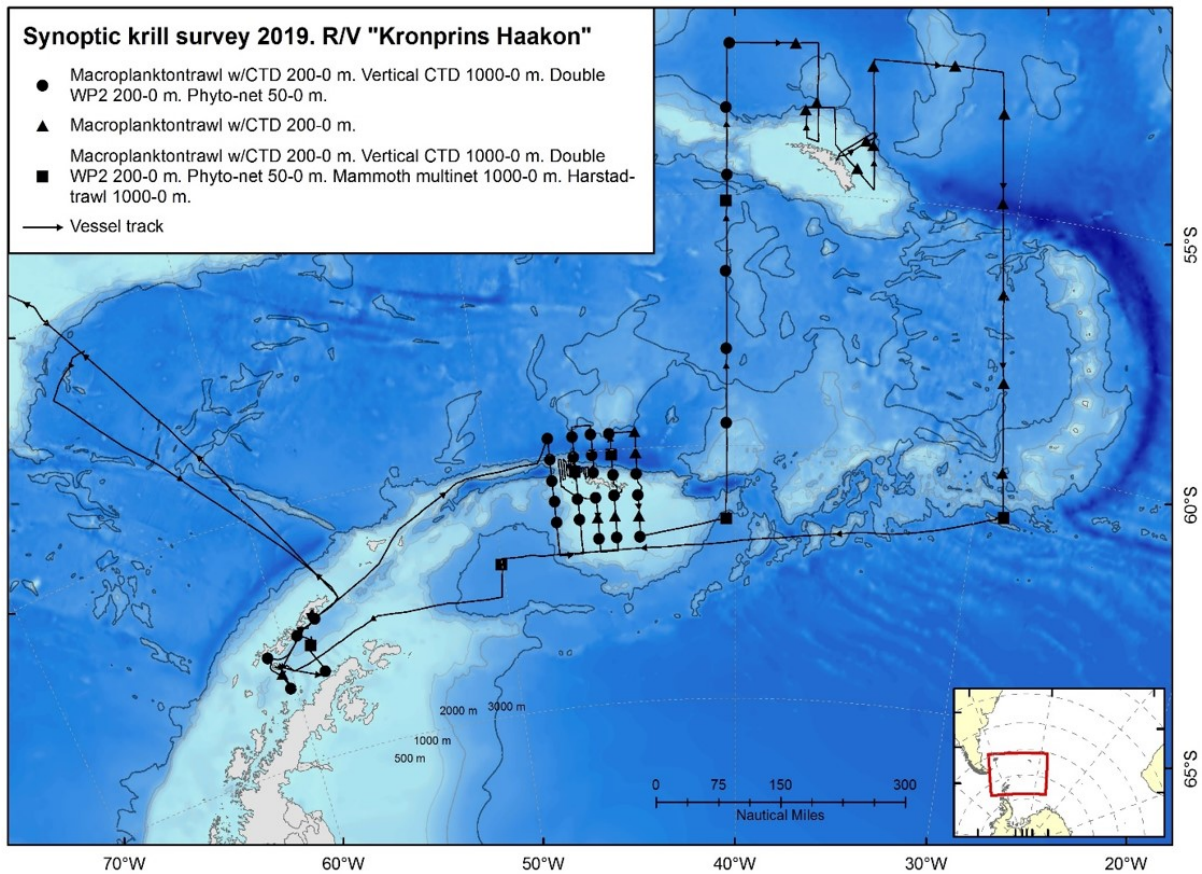 Synoptic krill survey 2019. R/V "Kronprins Haakon"
Macroplanktontrawl w/CTD 200-0 m. Vertical CTD 1000-0 m. Double
WP2 200-0 m. Phyto-net 50-0 m.
Macroplanktontrawl w/CTD 200-0 m.
Macroplanktontrawl w/CTD 200-0 m. Vertical CTD 1000-0 m. Double
WP2 200-0 m. Phyto-net 50-0 m. Mammoth multinet 1000-0 m. Harstad-
trawl 1000-0 m.
Vessel track
55°S
60°S
65°S
2000 m
3000 m
1000 m
500 m
0 75 150 300
Nautical Miles
70°W 60°W 50°W 40°W 30°W 20°W